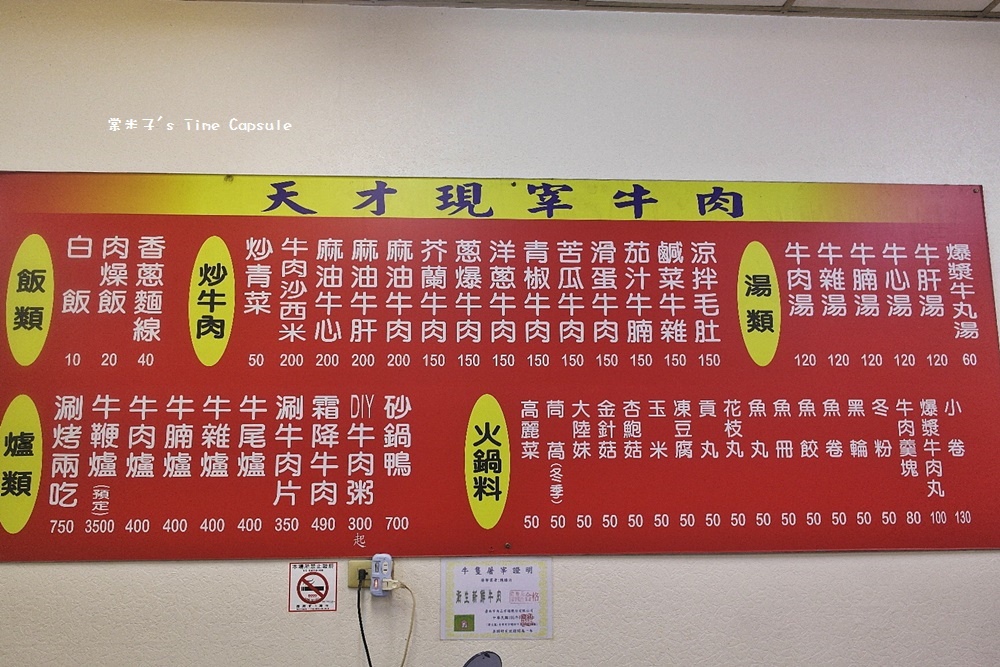 棠米子's Time Capsule
天才現宰牛肉
飯類
白飯 10
肉燥飯 20
香蔥麵線 40
炒牛肉
炒青菜 50
牛肉沙西米 200
麻油牛心 200
麻油牛肝 200
麻油牛肉 200
芥蘭牛肉 150
蔥爆牛肉 150
洋蔥牛肉 150
青椒牛肉 150
苦瓜牛肉 150
滑蛋牛肉 150
茄汁牛腩 150
鹹菜牛雜 150
涼拌毛肚 150
湯類
牛肉湯 120
牛雜湯 120
牛腩湯 120
牛心湯 120
牛肝湯 120
爆漿牛丸湯 60
爐類
涮烤兩吃 750
牛鞭爐(預定) 3500
牛肉爐 400
牛腩爐 400
牛雜爐 400
牛尾爐 400
涮牛肉片 350
霜降牛肉 490
DIY牛肉粥 300起
砂鍋鴨 700
火鍋料
高麗菜 50
茼萵(冬季) 50
大陸妹 50
金針菇 50
杏鮑菇 50
玉米 50
凍豆腐 50
貢丸 50
花枝丸 50
魚丸 50
魚冊 50
魚餃 50
魚卷 50
黑輪 50
冬粉 50
牛肉羹塊 80
爆漿牛肉丸 100
小卷 130
牛隻屠宰證明
衛生新鮮牛肉
合格